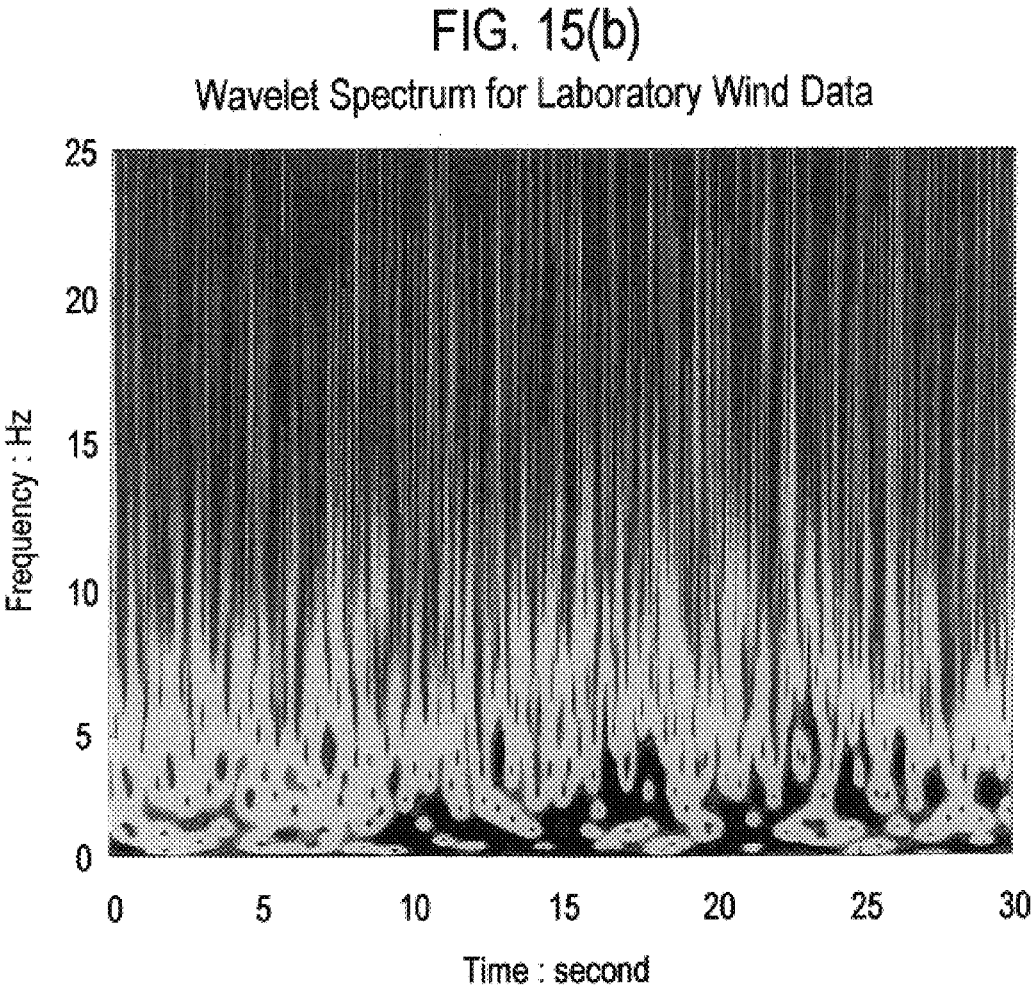 FIG. 15(b)
Wavelet Spectrum for Laboratory Wind Data
25
20
15
10
5
0
Frequency : Hz
0 5 10 15 20 25 30
Time : second